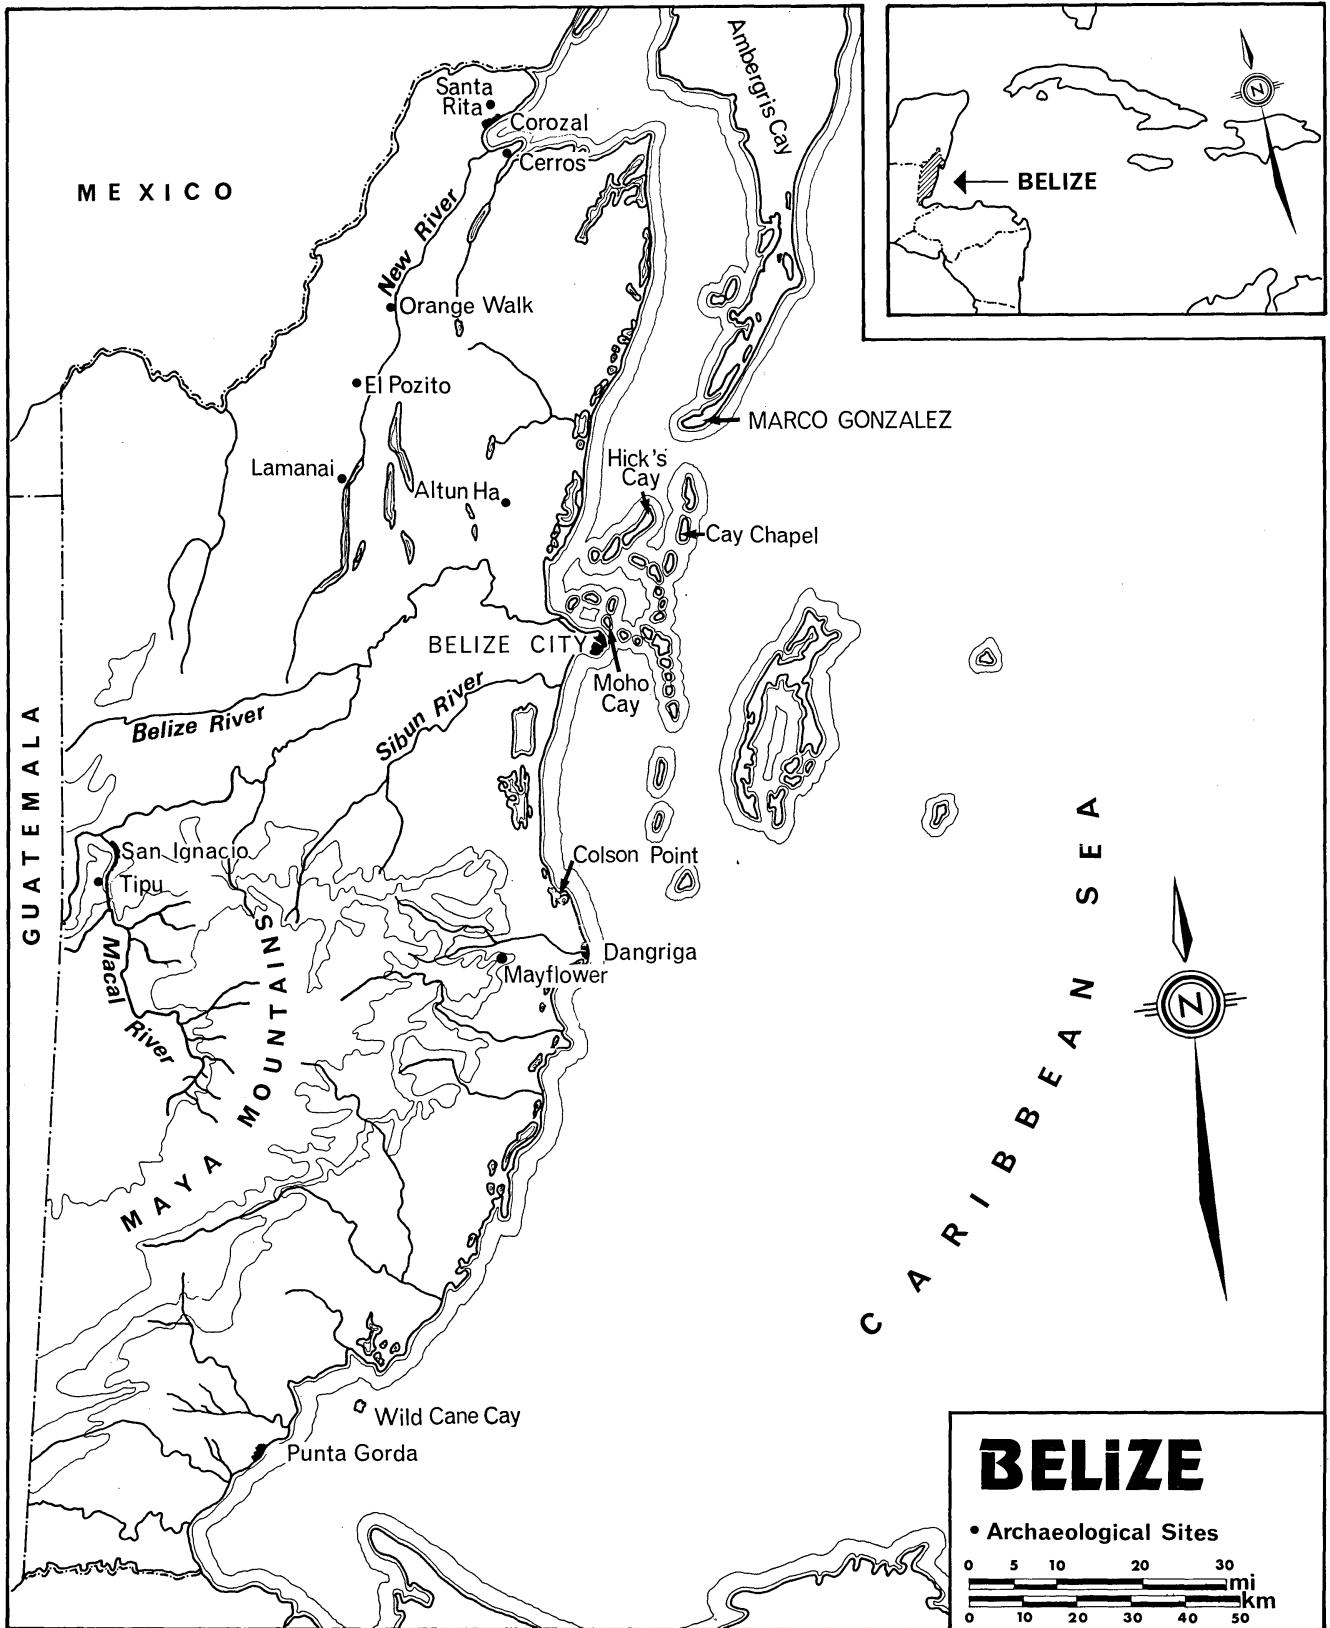 Ambergris Cay
Santa
Rita
Corozal
Cerros
MEXICO
BELIZE
N
New River
Orange Walk
El Pozito
MARCO GONZALEZ
Lamanai
Altun Ha
Hick's
Cay
Cay Chapel
BELIZE CITY
Moho
Cay
Belize River
Sibun River
GUATEMALA
San Ignacio
Tipu
Colson Point
Macal River
MAYA MOUNTAINS
Dangriga
Mayflower
CARIBBEAN SEA
N
Wild Cane Cay
Punta Gorda
BELIZE
• Archaeological Sites
0 5 10 20 30
mi
km
0 10 20 30 40 50